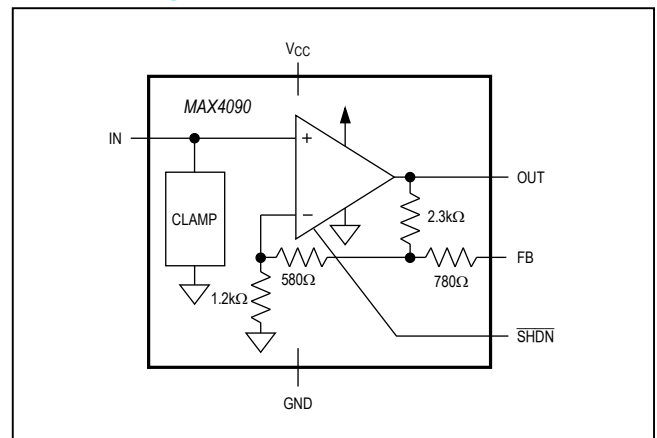 VCC
MAX4090
IN
+
OUT
CLAMP
2.3kΩ
−
FB
580Ω
780Ω
1.2kΩ
SHDN
GND